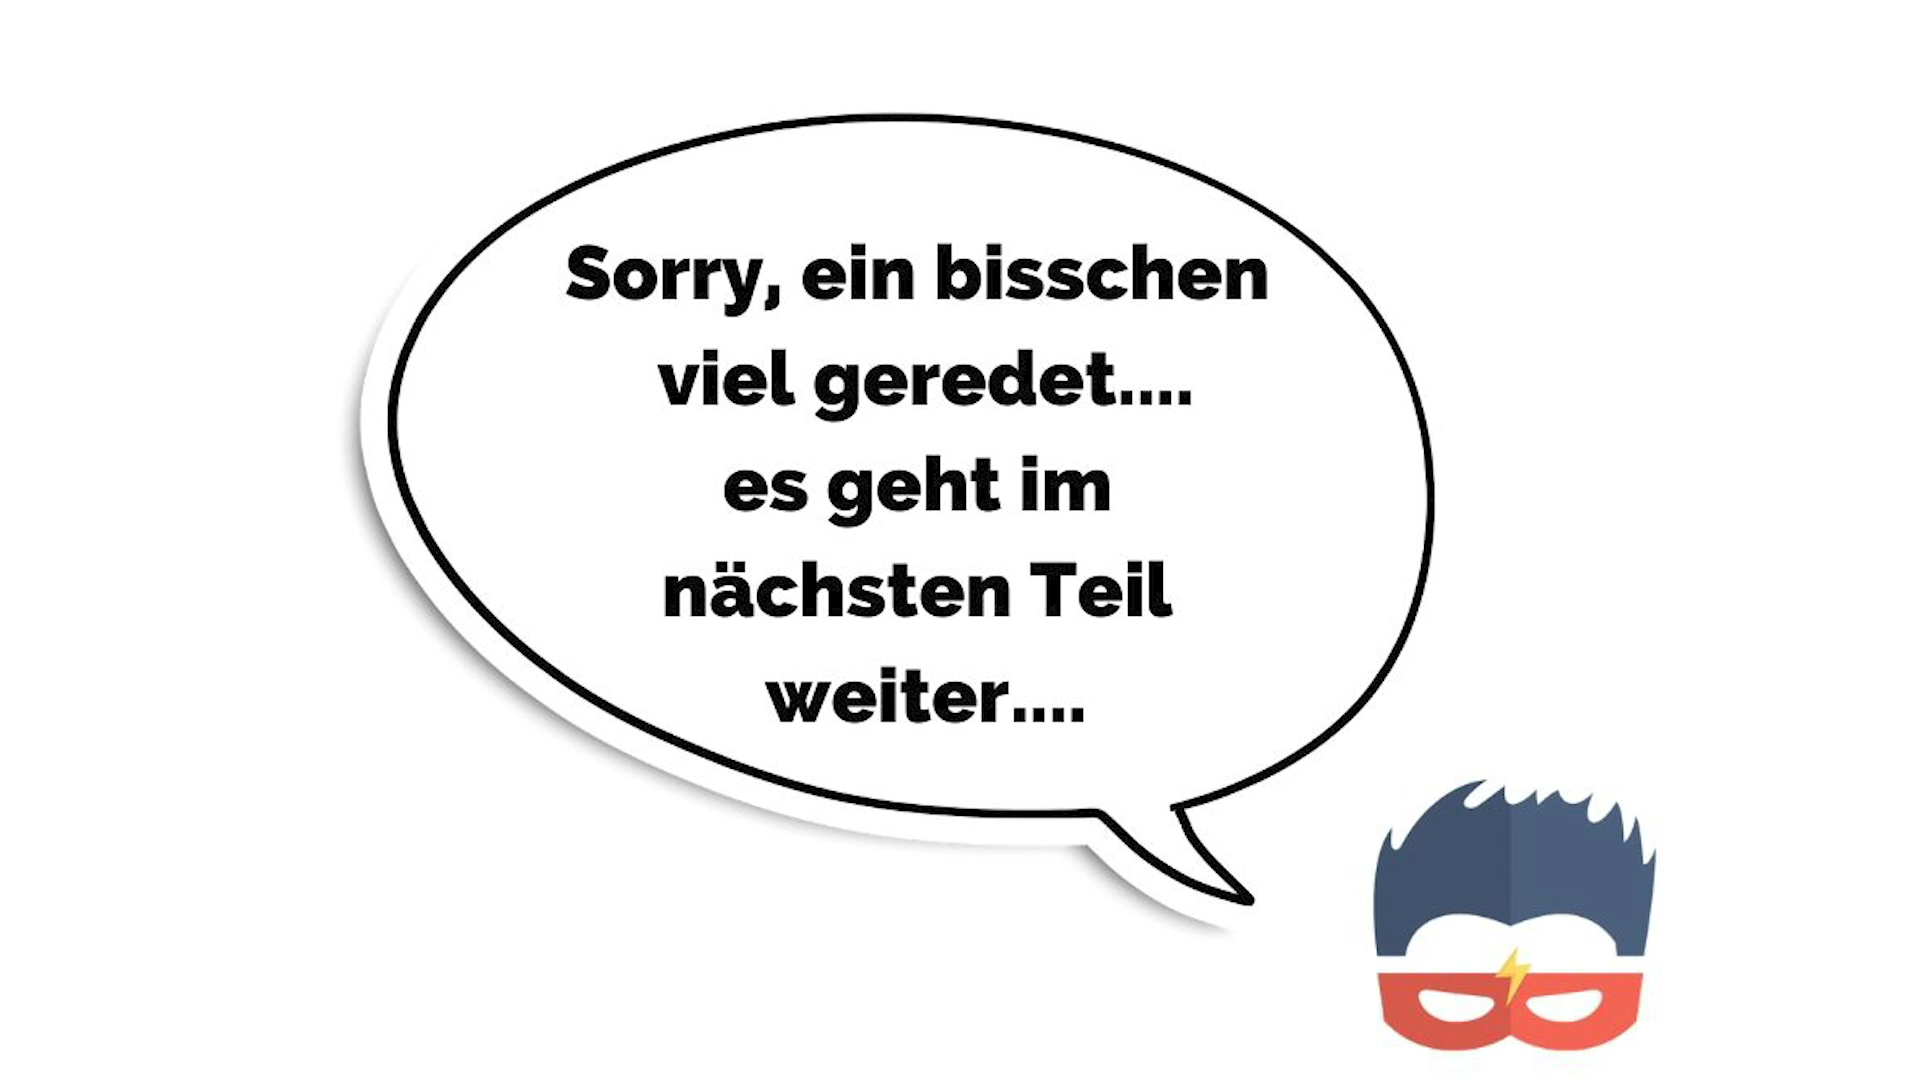 Sorry, ein bisschen
viel geredet....
es geht im
nächsten Teil
weiter....